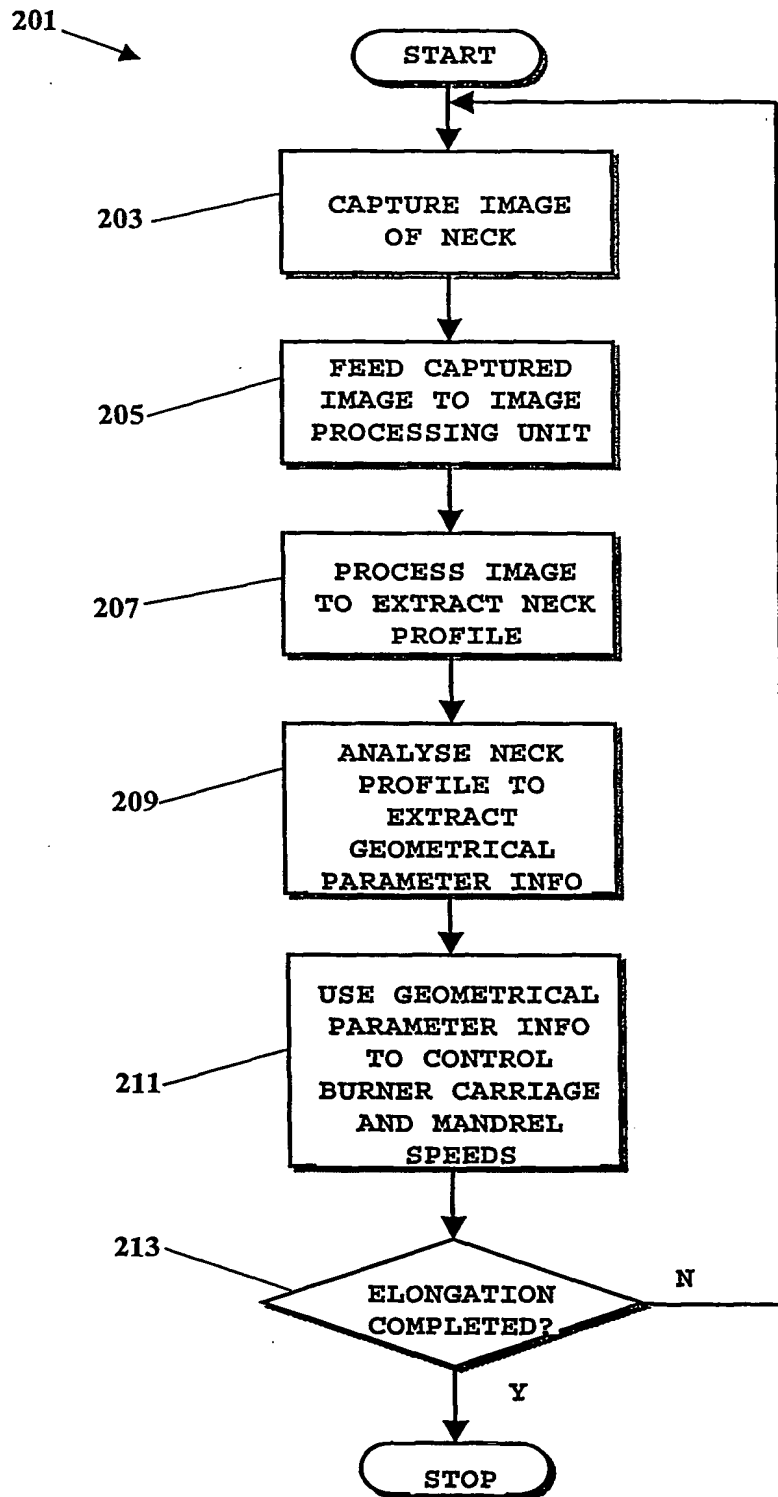 201
START
203
CAPTURE IMAGE
OF NECK
205
FEED CAPTURED
IMAGE TO IMAGE
PROCESSING UNIT
207
PROCESS IMAGE
TO EXTRACT NECK
PROFILE
209
ANALYSE NECK
PROFILE TO
EXTRACT
GEOMETRICAL
PARAMETER INFO
211
USE GEOMETRICAL
PARAMETER INFO
TO CONTROL
BURNER CARRIAGE
AND MANDREL
SPEEDS
213
ELONGATION
COMPLETED?
N
Y
STOP